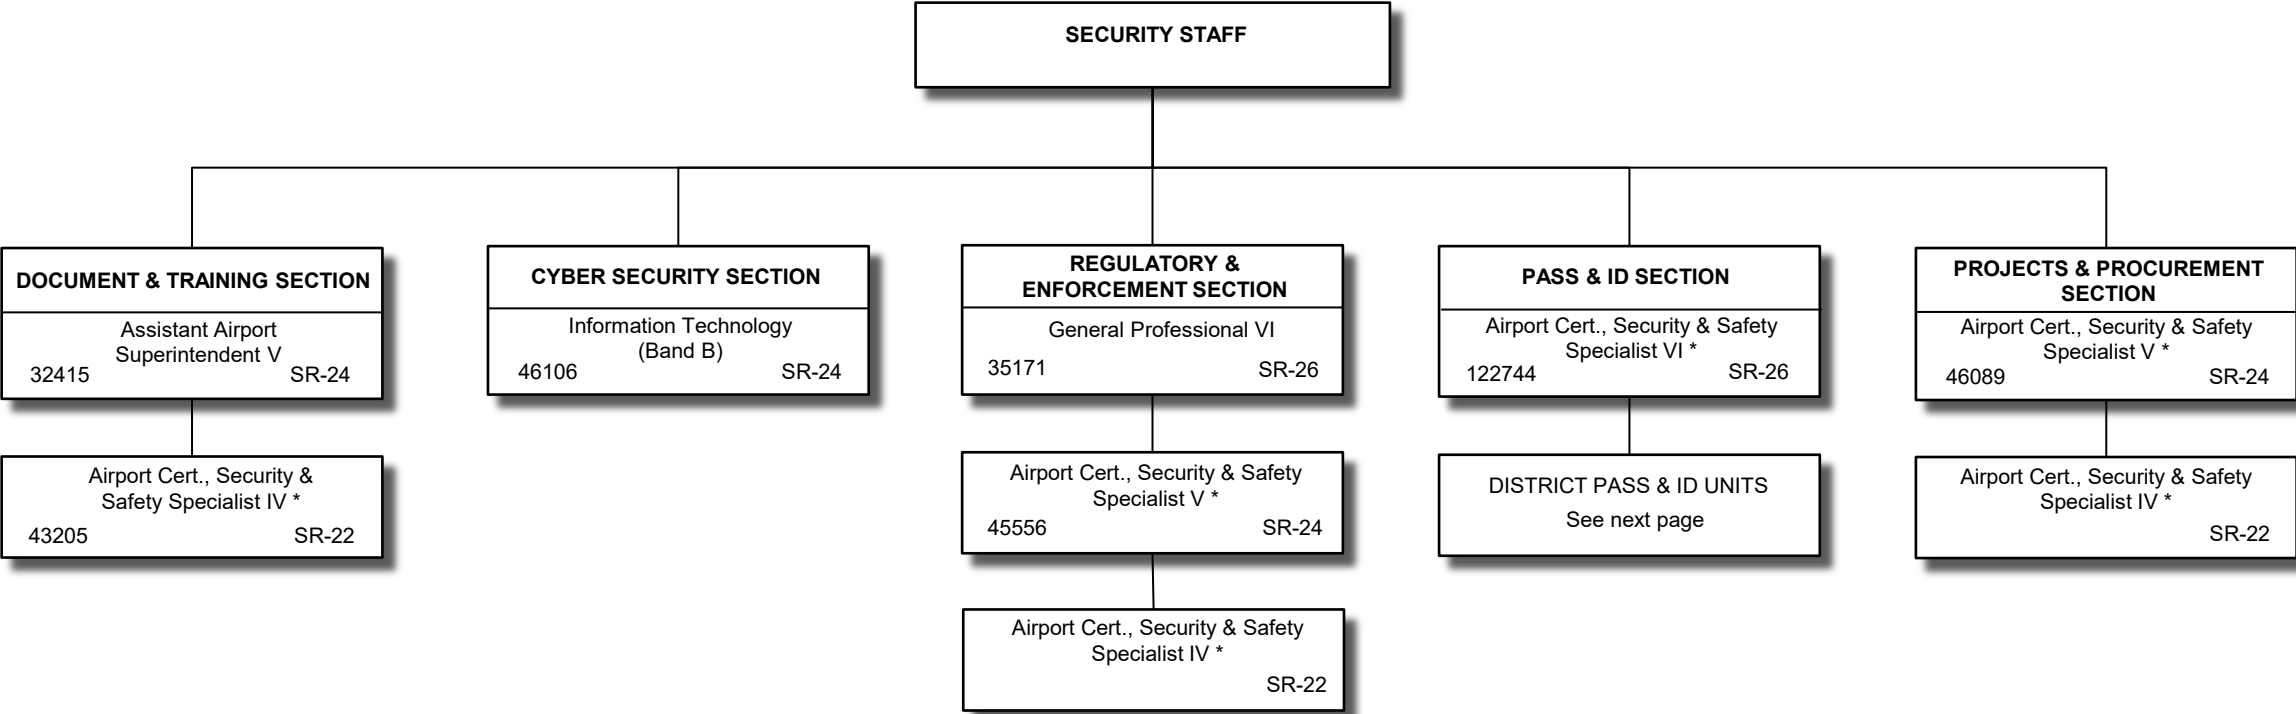 SECURITY STAFF
DOCUMENT & TRAINING SECTION
Assistant Airport
Superintendent V
32415 SR-24
Airport Cert., Security &
Safety Specialist IV *
43205 SR-22
CYBER SECURITY SECTION
Information Technology
(Band B)
46106 SR-24
REGULATORY &
ENFORCEMENT SECTION
General Professional VI
35171 SR-26
Airport Cert., Security & Safety
Specialist V *
45556 SR-24
Airport Cert., Security & Safety
Specialist IV *
SR-22
PASS & ID SECTION
Airport Cert., Security & Safety
Specialist VI *
122744 SR-26
DISTRICT PASS & ID UNITS
See next page
PROJECTS & PROCUREMENT
SECTION
Airport Cert., Security & Safety
Specialist V *
46089 SR-24
Airport Cert., Security & Safety
Specialist IV *
SR-22